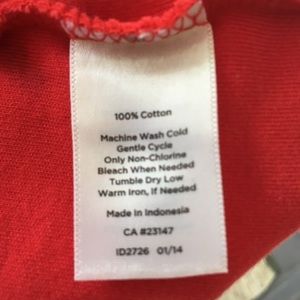 100% Cotton
Machine Wash Cold
Gentle Cycle
Only Non-Chlorine
Bleach When Needed
Tumble Dry Low
Warm Iron, if Needed
Made in Indonesia
CA #23147
ID2726 01/14